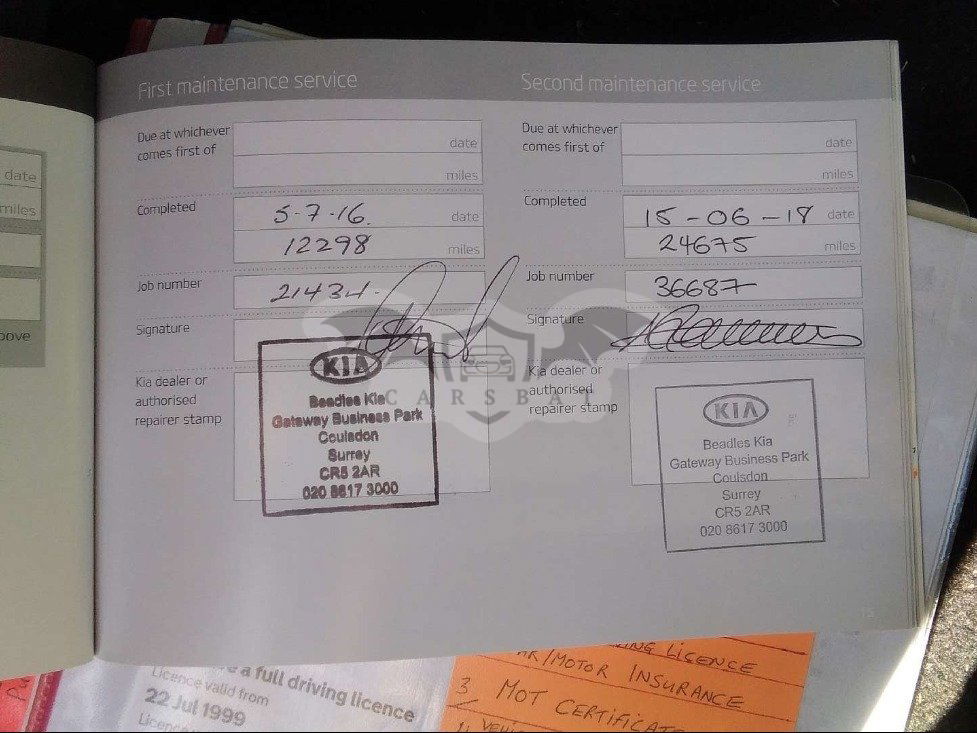 First maintenance service
Due at whichever
comes first of
date
miles
Completed
5-7-16.
date
12298
miles
Job number
21434.
Signature
Kia dealer or
authorised
repairer stamp
KIA
Beadles Kia
Gateway Business Park
Coulsdon
Surrey
CR5 2AR
020 8617 3000
Second maintenance service
Due at whichever
comes first of
date
miles
Completed
date
24675
miles
Job number
36687
Signature
Kia dealer or
authorised
repairer stamp
KIA
Beadles Kia
Gateway Business Park
Coulsdon
Surrey
CR5 2AR
020 8617 3000
date
miles
CARSBAT
a full driving licence
Licence valid from
22 Jul 1999
LICENCE
MOTOR INSURANCE
3 MOT